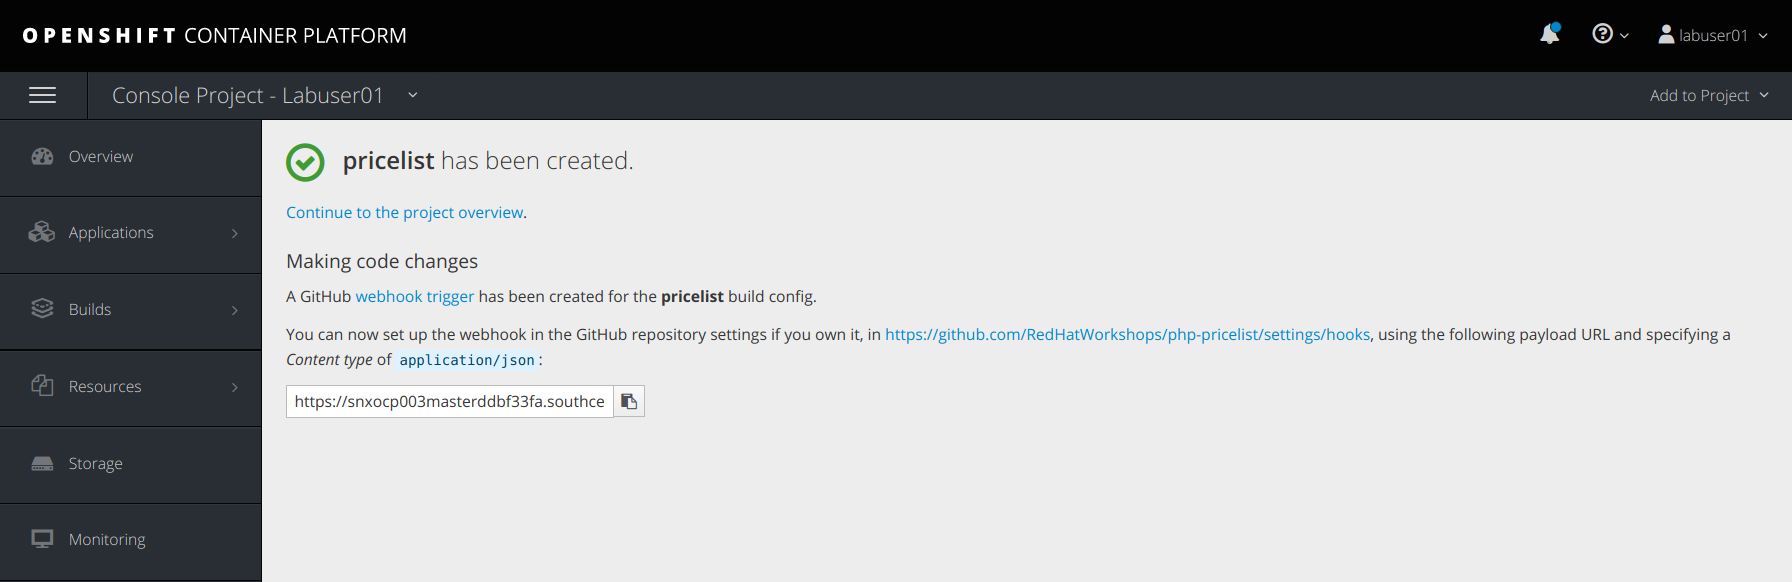 OPENSHIFT CONTAINER PLATFORM
labuser01
Console Project - Labuser01
Add to Project
Overview
Applications
Builds
Resources
Storage
Monitoring
pricelist has been created.
Continue to the project overview.
Making code changes
A GitHub webhook trigger has been created for the pricelist build config.
You can now set up the webhook in the GitHub repository settings if you own it, in https://github.com/RedHatWorkshops/php-pricelist/settings/hooks, using the following payload URL and specifying a
Content type of application/json:
https://snxocp003masterddbf33fa.southce